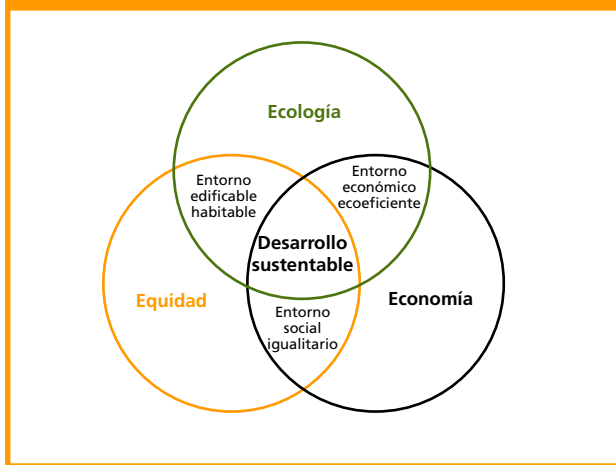 Ecología
Entorno
edificable
habitable
Entorno
económico
ecoeficiente
Desarrollo
sustentable
Equidad
Economía
Entorno
social
igualitario